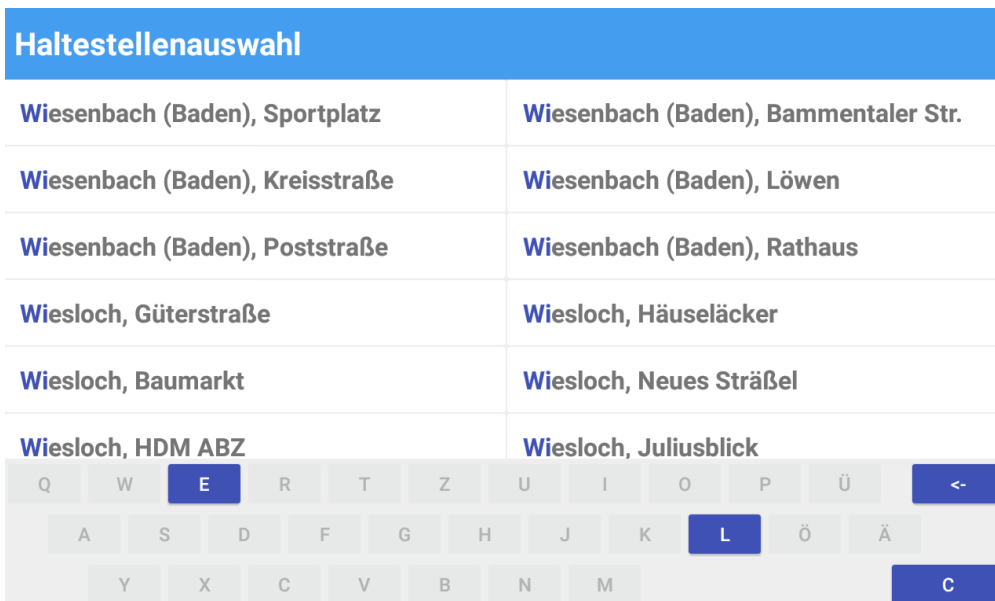 Haltestellenauswahl
Wiesenbach (Baden), Sportplatz
Wiesenbach (Baden), Bammentaler Str.
Wiesenbach (Baden), Kreisstraße
Wiesenbach (Baden), Löwen
Wiesenbach (Baden), Poststraße
Wiesenbach (Baden), Rathaus
Wiesloch, Güterstraße
Wiesloch, Häuseläcker
Wiesloch, Baumarkt
Wiesloch, Neues Sträßel
Wiesloch, HDM ABZ
Wiesloch, Juliusblick
Q W E R T Z U I O P Ü <-
A S D F G H J K L Ö Ä
Y X C V B N M C